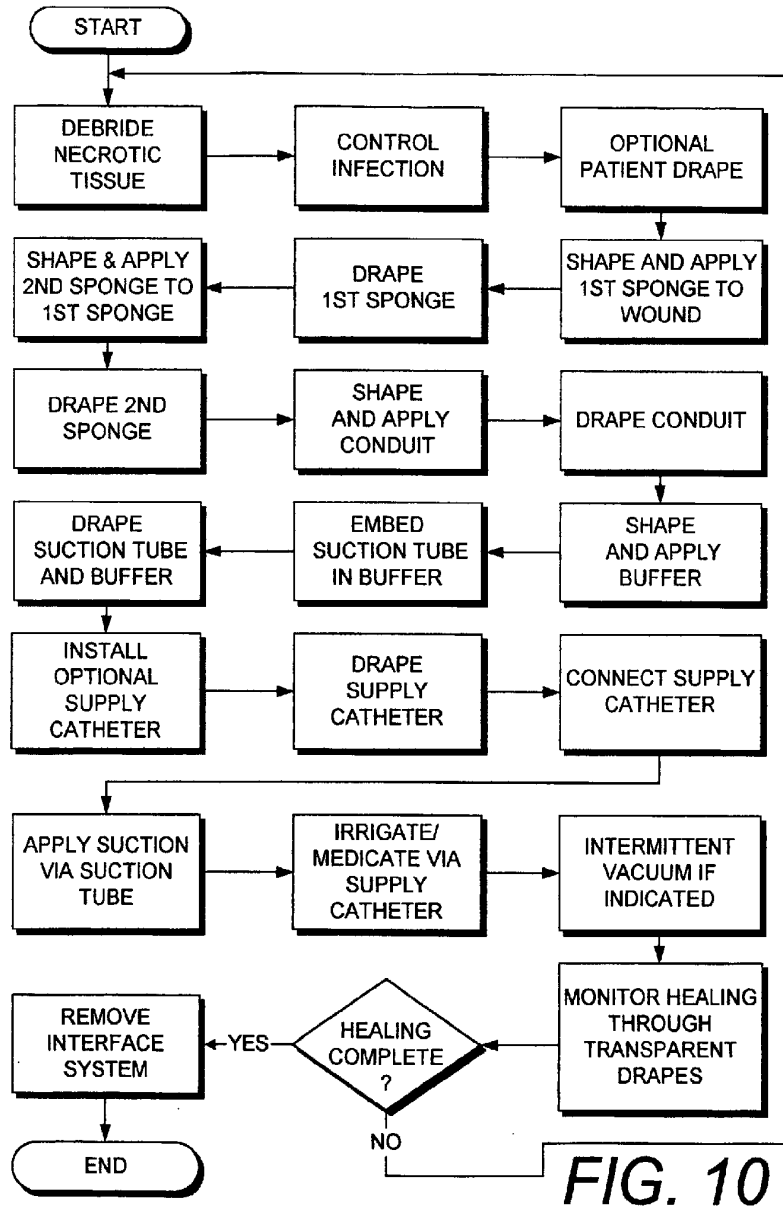 START
DEBRIDE
NECROTIC
TISSUE
CONTROL
INFECTION
OPTIONAL
PATIENT DRAPE
SHAPE AND APPLY
1ST SPONGE TO
WOUND
DRAPE
1ST SPONGE
SHAPE & APPLY
2ND SPONGE TO
1ST SPONGE
DRAPE 2ND
SPONGE
SHAPE
AND APPLY
CONDUIT
DRAPE CONDUIT
SHAPE
AND APPLY
BUFFER
EMBED
SUCTION TUBE
IN BUFFER
DRAPE
SUCTION TUBE
AND BUFFER
INSTALL
OPTIONAL
SUPPLY
CATHETER
DRAPE
SUPPLY
CATHETER
CONNECT SUPPLY
CATHETER
APPLY SUCTION
VIA SUCTION
TUBE
IRRIGATE/
MEDICATE VIA
SUPPLY
CATHETER
INTERMITTENT
VACUUM IF
INDICATED
MONITOR HEALING
THROUGH
TRANSPARENT
DRAPES
HEALING
COMPLETE
?
YES
REMOVE
INTERFACE
SYSTEM
END
NO
FIG. 10